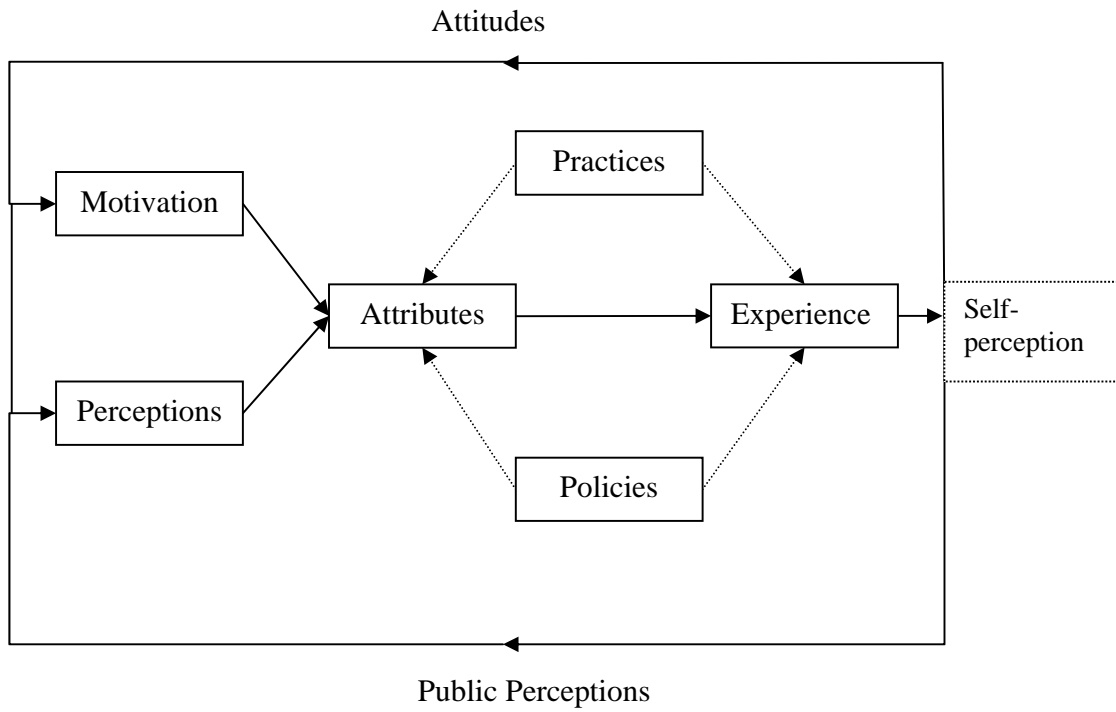 Attitudes
Practices
Motivation
Attributes
Experience
Self-
perception
Perceptions
Policies
Public Perceptions